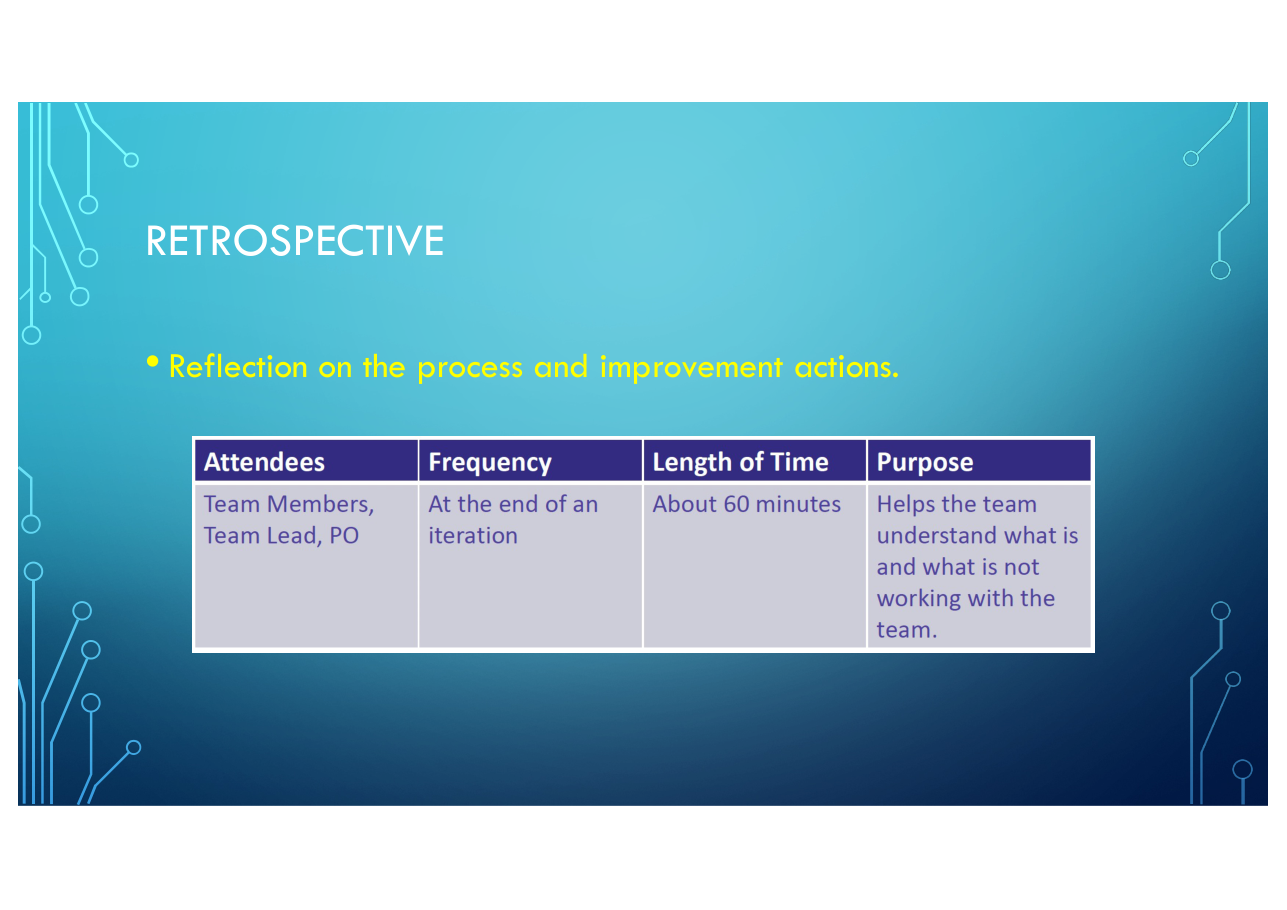 RETROSPECTIVE
• Reflection on the process and improvement actions.
Attendees Frequency Length of Time Purpose
Team Members, At the end of an About 60 minutes Helps the team
Team Lead, PO iteration understand what is
and what is not
working with the
team.